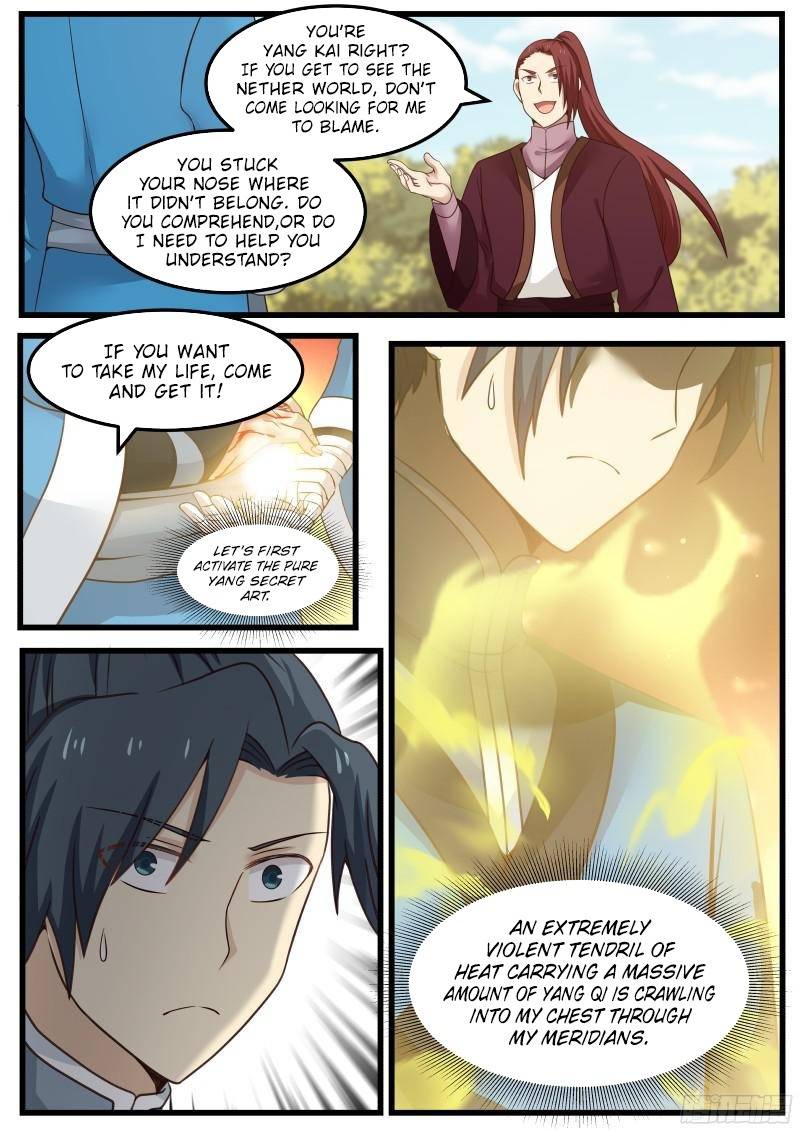 YOU'RE
YANG KAI RIGHT?
IF YOU GET TO SEE THE
NETHER WORLD, DON'T
COME LOOKING FOR ME
TO BLAME.
YOU STUCK
YOUR NOSE WHERE
IT DIDN'T BELONG. DO
YOU COMPREHEND,OR DO
I NEED TO HELP YOU
UNDERSTAND?
IF YOU WANT
TO TAKE MY LIFE, COME
AND GET IT!
LET'S FIRST
ACTIVATE THE PURE
YANG SECRET
ART.
AN EXTREMELY
VIOLENT TENDRIL OF
HEAT CARRYING A MASSIVE
AMOUNT OF YANG QI IS CRAWLING
INTO MY CHEST THROUGH
MY MERIDIANS.